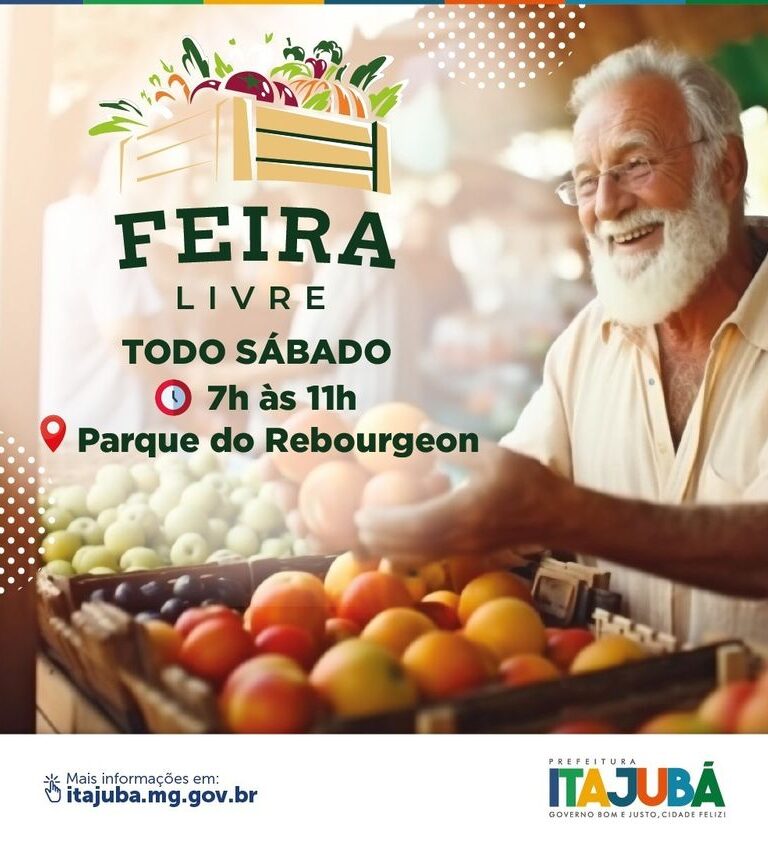 FEIRA
LIVRE
TODO SÁBADO
7h às 11h
Parque do Rebourgeon
Mais informações em:
itajuba.mg.gov.br
PREFEITURA
ITAJUBÁ
GOVERNO BOM E JUSTO, CIDADE FELIZ!